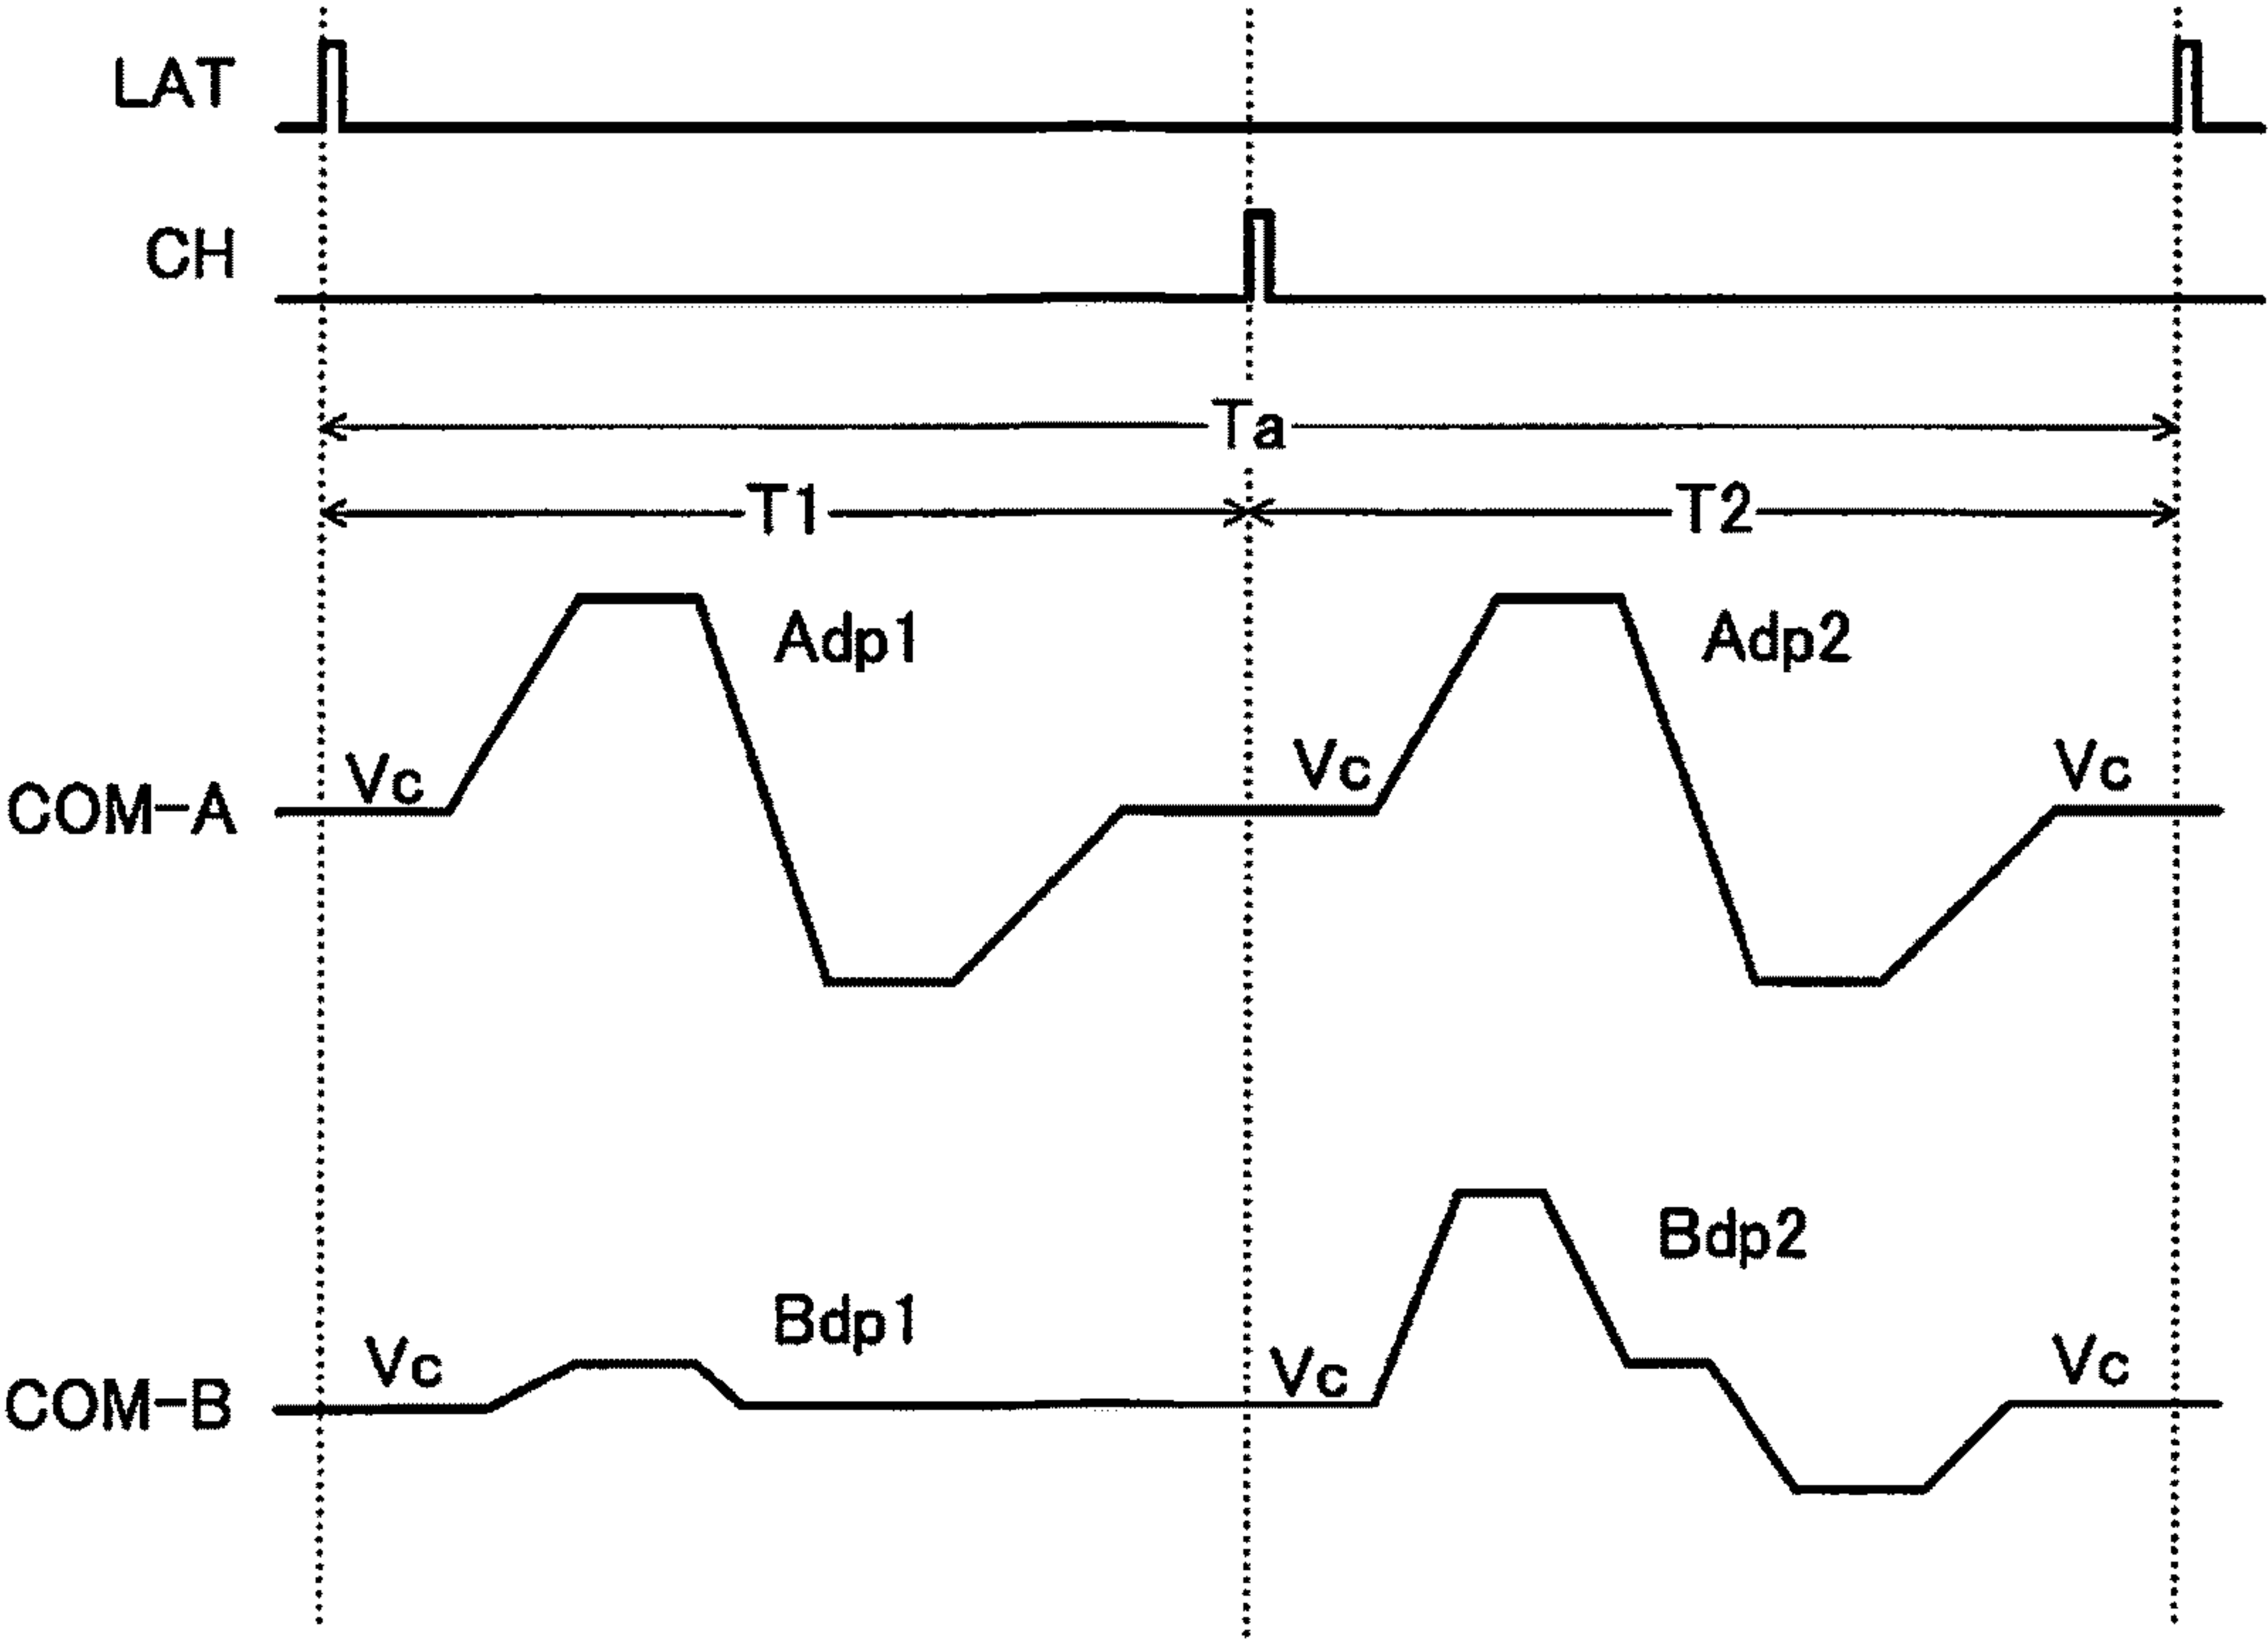 LAT
CH
Ta
T1 T2
Adp1 Adp2
COM-A Vc Vc Vc
Bdp1 Bdp2
COM-B Vc Vc Vc